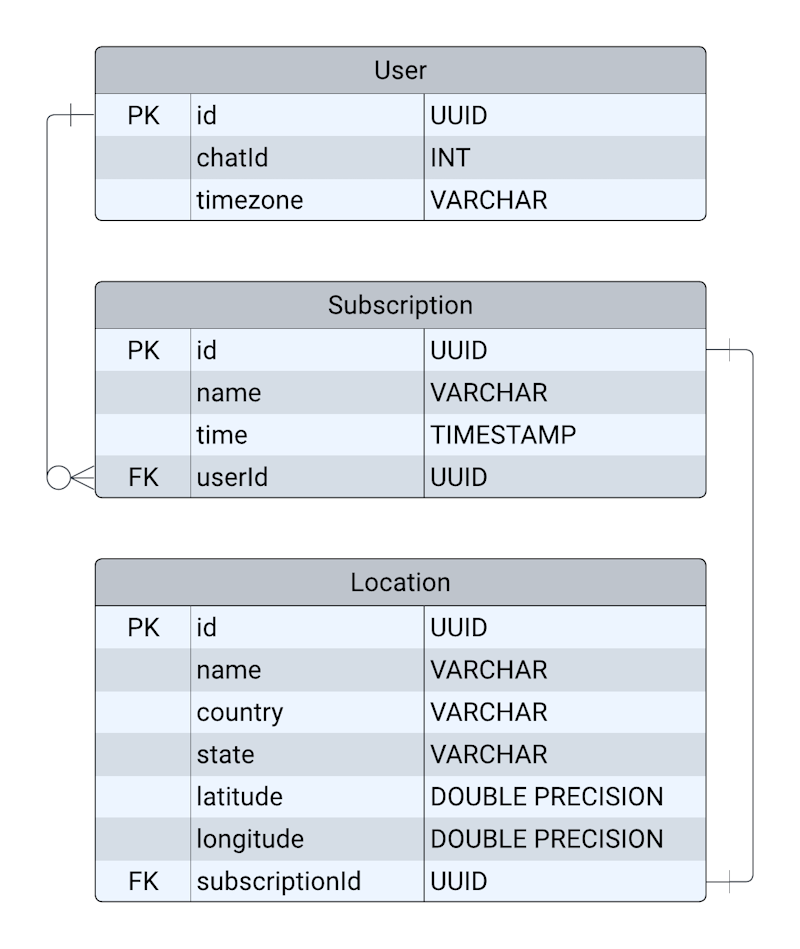 User
PK id UUID
chatId INT
timezone VARCHAR
Subscription
PK id UUID
name VARCHAR
time TIMESTAMP
FK userId UUID
Location
PK id UUID
name VARCHAR
country VARCHAR
state VARCHAR
latitude DOUBLE PRECISION
longitude DOUBLE PRECISION
FK subscriptionId UUID